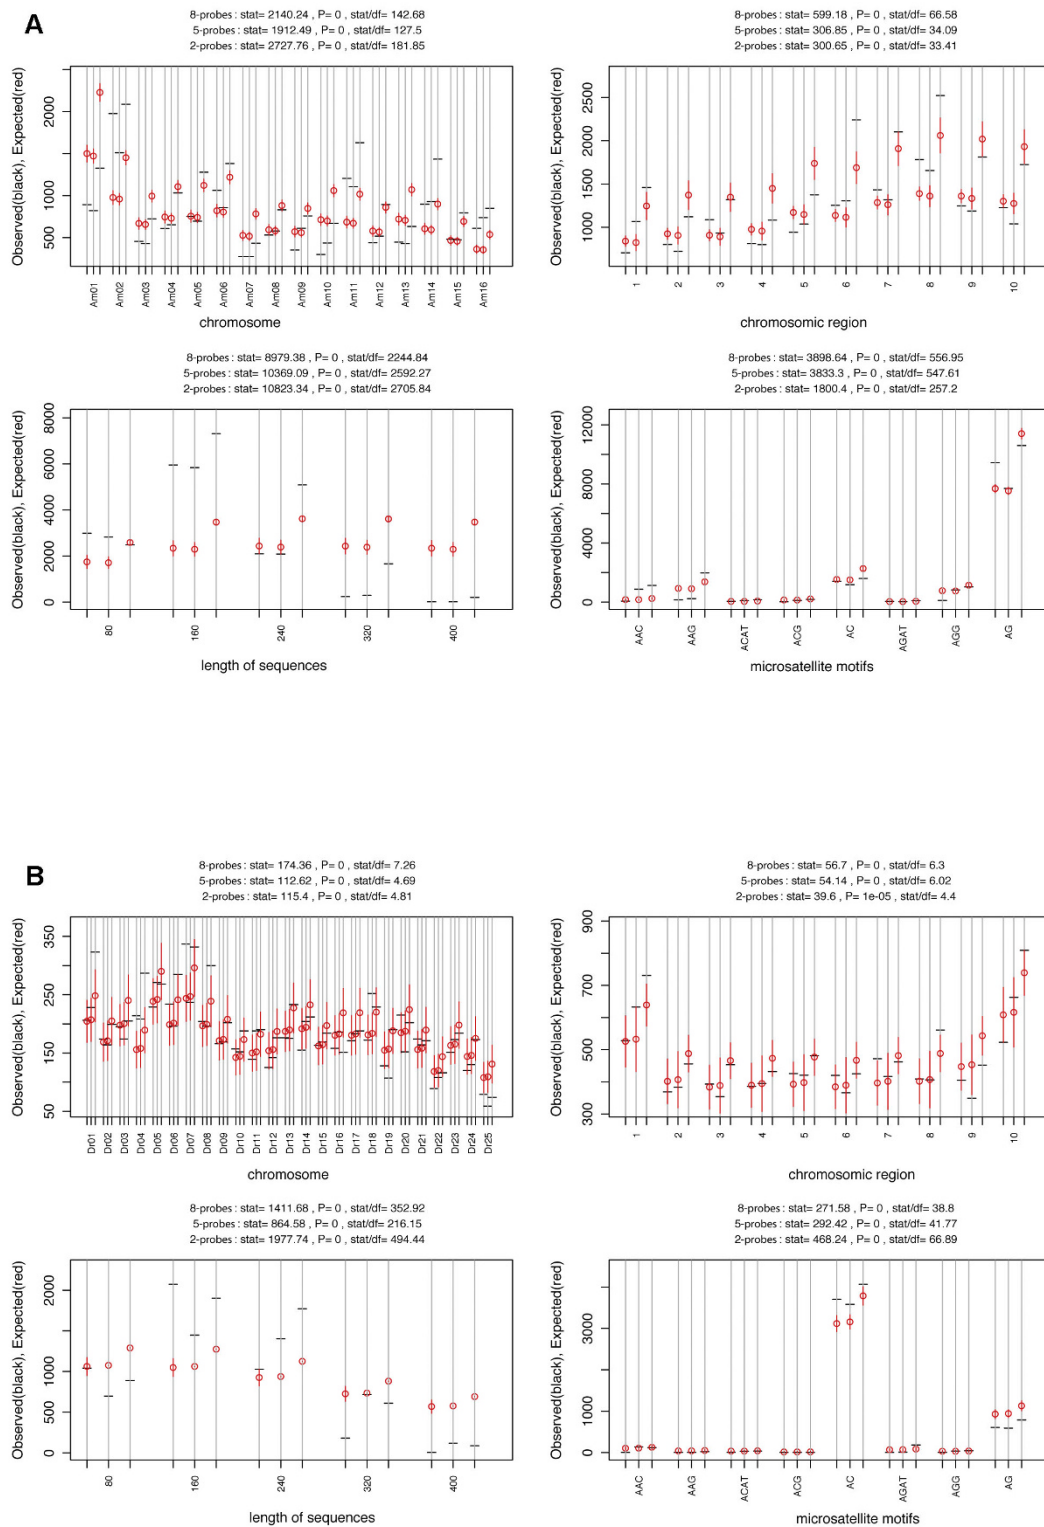 A
8-probes : stat= 2140.24 , P= 0 , stat/df= 142.68
5-probes : stat= 1912.49 , P= 0 , stat/df= 127.5
2-probes : stat= 2727.76 , P= 0 , stat/df= 181.85
Observed(black), Expected(red)
500 1000 2000
Am01 Am02 Am03 Am04 Am05 Am06 Am07 Am08 Am09 Am10 Am11 Am12 Am13 Am14 Am15 Am16
chromosome
8-probes : stat= 599.18 , P= 0 , stat/df= 66.58
5-probes : stat= 306.85 , P= 0 , stat/df= 34.09
2-probes : stat= 300.65 , P= 0 , stat/df= 33.41
Observed(black), Expected(red)
1000 1500 2000 2500
1 2 3 4 5 6 7 8 9 10
chromosomic region
8-probes : stat= 8979.38 , P= 0 , stat/df= 2244.84
5-probes : stat= 10369.09 , P= 0 , stat/df= 2592.27
2-probes : stat= 10823.34 , P= 0 , stat/df= 2705.84
Observed(black), Expected(red)
0 2000 4000 6000 8000
80 160 240 320 400
length of sequences
8-probes : stat= 3898.64 , P= 0 , stat/df= 556.95
5-probes : stat= 3833.3 , P= 0 , stat/df= 547.61
2-probes : stat= 1800.4 , P= 0 , stat/df= 257.2
Observed(black), Expected(red)
0 4000 8000 12000
AAC AAG ACAT ACG AC AGAT AGG AG
microsatellite motifs
B
8-probes : stat= 174.36 , P= 0 , stat/df= 7.26
5-probes : stat= 112.62 , P= 0 , stat/df= 4.69
2-probes : stat= 115.4 , P= 0 , stat/df= 4.81
Observed(black), Expected(red)
50 150 250 350
Dr01 Dr02 Dr03 Dr04 Dr05 Dr06 Dr07 Dr08 Dr09 Dr10 Dr11 Dr12 Dr13 Dr14 Dr15 Dr16 Dr17 Dr18 Dr19 Dr20 Dr21 Dr22 Dr23 Dr24 Dr25
chromosome
8-probes : stat= 56.7 , P= 0 , stat/df= 6.3
5-probes : stat= 54.14 , P= 0 , stat/df= 6.02
2-probes : stat= 39.6 , P= 1e-05 , stat/df= 4.4
Observed(black), Expected(red)
300 500 700 900
1 2 3 4 5 6 7 8 9 10
chromosomic region
8-probes : stat= 1411.68 , P= 0 , stat/df= 352.92
5-probes : stat= 864.58 , P= 0 , stat/df= 216.15
2-probes : stat= 1977.74 , P= 0 , stat/df= 494.44
Observed(black), Expected(red)
0 500 1000 2000
80 160 240 320 400
length of sequences
8-probes : stat= 271.58 , P= 0 , stat/df= 38.8
5-probes : stat= 292.42 , P= 0 , stat/df= 41.77
2-probes : stat= 468.24 , P= 0 , stat/df= 66.89
Observed(black), Expected(red)
0 1000 3000
AAC AAG ACAT ACG AC AGAT AGG AG
microsatellite motifs